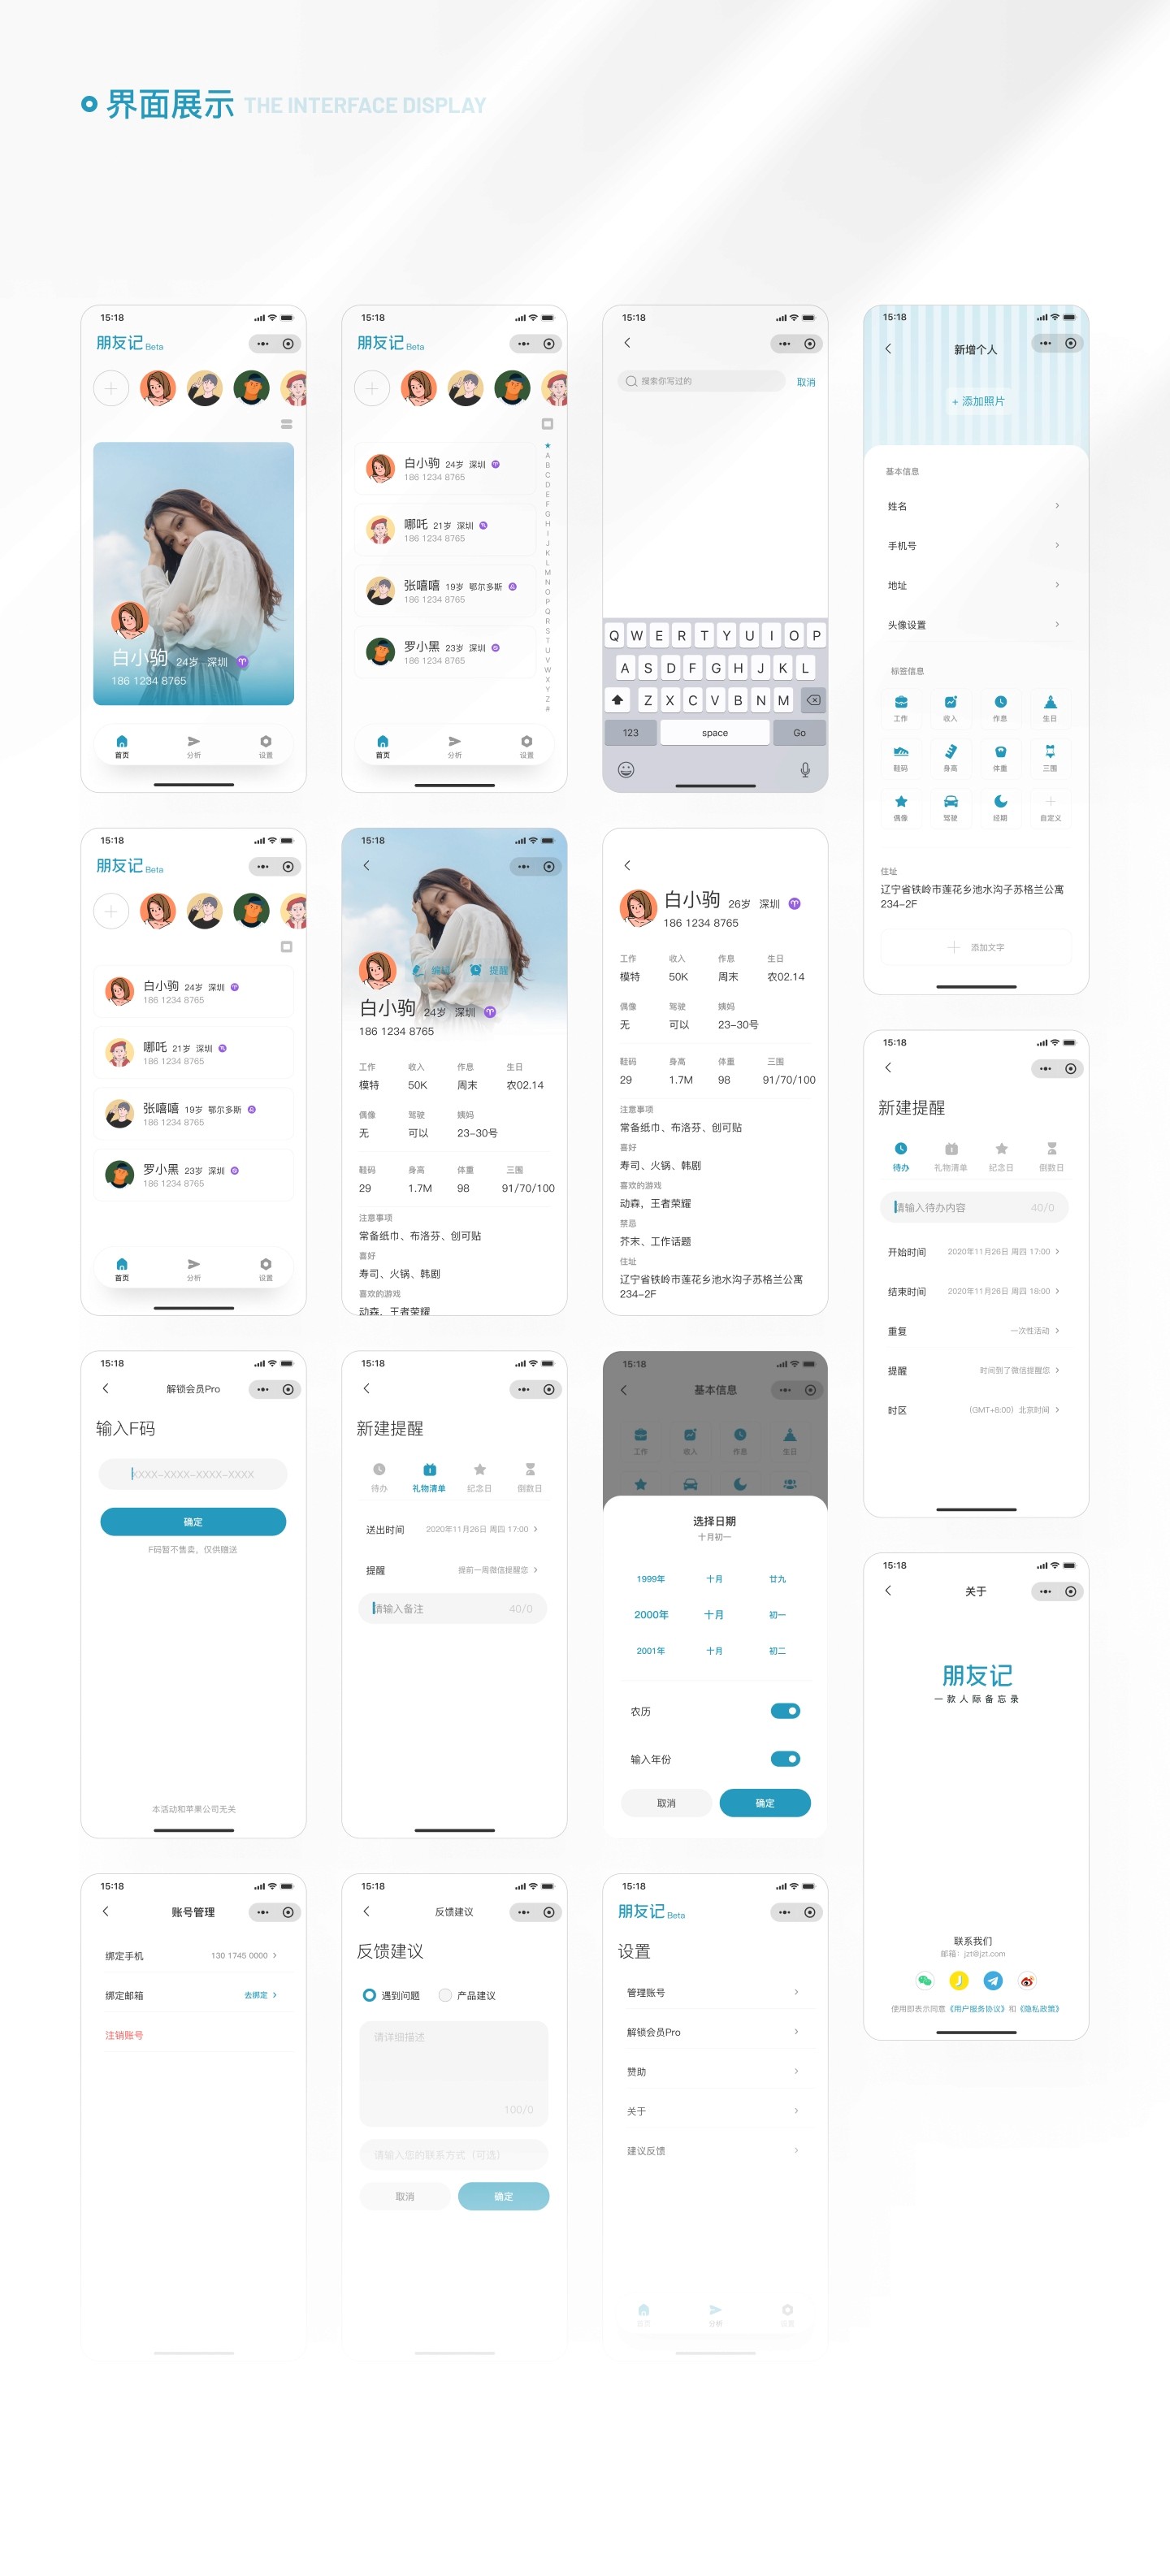 界面展示 THE INTERFACE DISPLAY
15:18
朋友记 Beta
白小驹 24岁 深圳
186 1234 8765
首页 分析 设置
15:18
朋友记 Beta
★
A
B
C
D
E
F
G
H
I
J
K
L
M
N
O
P
Q
R
S
T
U
V
W
X
Y
Z
#
白小驹 24岁 深圳
186 1234 8765
哪吒 21岁 深圳
186 1234 8765
张嘻嘻 19岁 鄂尔多斯
186 1234 8765
罗小黑 23岁 深圳
186 1234 8765
首页 分析 设置
15:18
搜索你写过的 取消
Q W E R T Y U I O P
A S D F G H J K L
Z X C V B N M
123 space Go
15:18
新增个人
+ 添加照片
基本信息
姓名
手机号
地址
头像设置
标签信息
工作 收入 作息 生日
鞋码 身高 体重 三围
偶像 驾驶 经期 自定义
住址
辽宁省铁岭市莲花乡池水沟子苏格兰公寓
234-2F
添加文字
15:18
朋友记 Beta
白小驹 24岁 深圳
186 1234 8765
哪吒 21岁 深圳
186 1234 8765
张嘻嘻 19岁 鄂尔多斯
186 1234 8765
罗小黑 23岁 深圳
186 1234 8765
首页 分析 设置
15:18
编辑 提醒
白小驹 24岁 深圳
186 1234 8765
工作 收入 作息 生日
模特 50K 周末 农02.14
偶像 驾驶 姨妈
无 可以 23-30号
鞋码 身高 体重 三围
29 1.7M 98 91/70/100
注意事项
常备纸巾、布洛芬、创可贴
喜好
寿司、火锅、韩剧
喜欢的游戏
动森，王者荣耀
白小驹 26岁 深圳
186 1234 8765
工作 收入 作息 生日
模特 50K 周末 农02.14
偶像 驾驶 姨妈
无 可以 23-30号
鞋码 身高 体重 三围
29 1.7M 98 91/70/100
注意事项
常备纸巾、布洛芬、创可贴
喜好
寿司、火锅、韩剧
喜欢的游戏
动森，王者荣耀
禁忌
芥末、工作话题
住址
辽宁省铁岭市莲花乡池水沟子苏格兰公寓
234-2F
15:18
新建提醒
待办 礼物清单 纪念日 倒数日
请输入待办内容 40/0
开始时间 2020年11月26日 周四 17:00
结束时间 2020年11月26日 周四 18:00
重复 一次性活动
提醒 时间到了微信提醒您
时区 (GMT+8:00) 北京时间
15:18
解锁会员Pro
输入F码
XXXX-XXXX-XXXX-XXXX
确定
F码暂不售卖，仅供赠送
本活动和苹果公司无关
15:18
新建提醒
待办 礼物清单 纪念日 倒数日
送出时间 2020年11月26日 周四 17:00
提醒 提前一周微信提醒您
请输入备注 40/0
15:18
基本信息
工作 收入 作息 生日
选择日期
十月初一
1999年 十月 廿九
2000年 十月 初一
2001年 十月 初二
农历
输入年份
取消 确定
15:18
关于
朋友记
一款人际备忘录
联系我们
邮箱：jzt@jzt.com
使用即表示同意《用户服务协议》和《隐私政策》
15:18
账号管理
绑定手机 130 1745 0000
绑定邮箱 去绑定
注销账号
15:18
反馈建议
反馈建议
遇到问题 产品建议
请详细描述
100/0
请输入您的联系方式（可选）
取消 确定
15:18
朋友记 Beta
设置
管理账号
解锁会员Pro
赞助
关于
建议反馈
首页 分析 设置